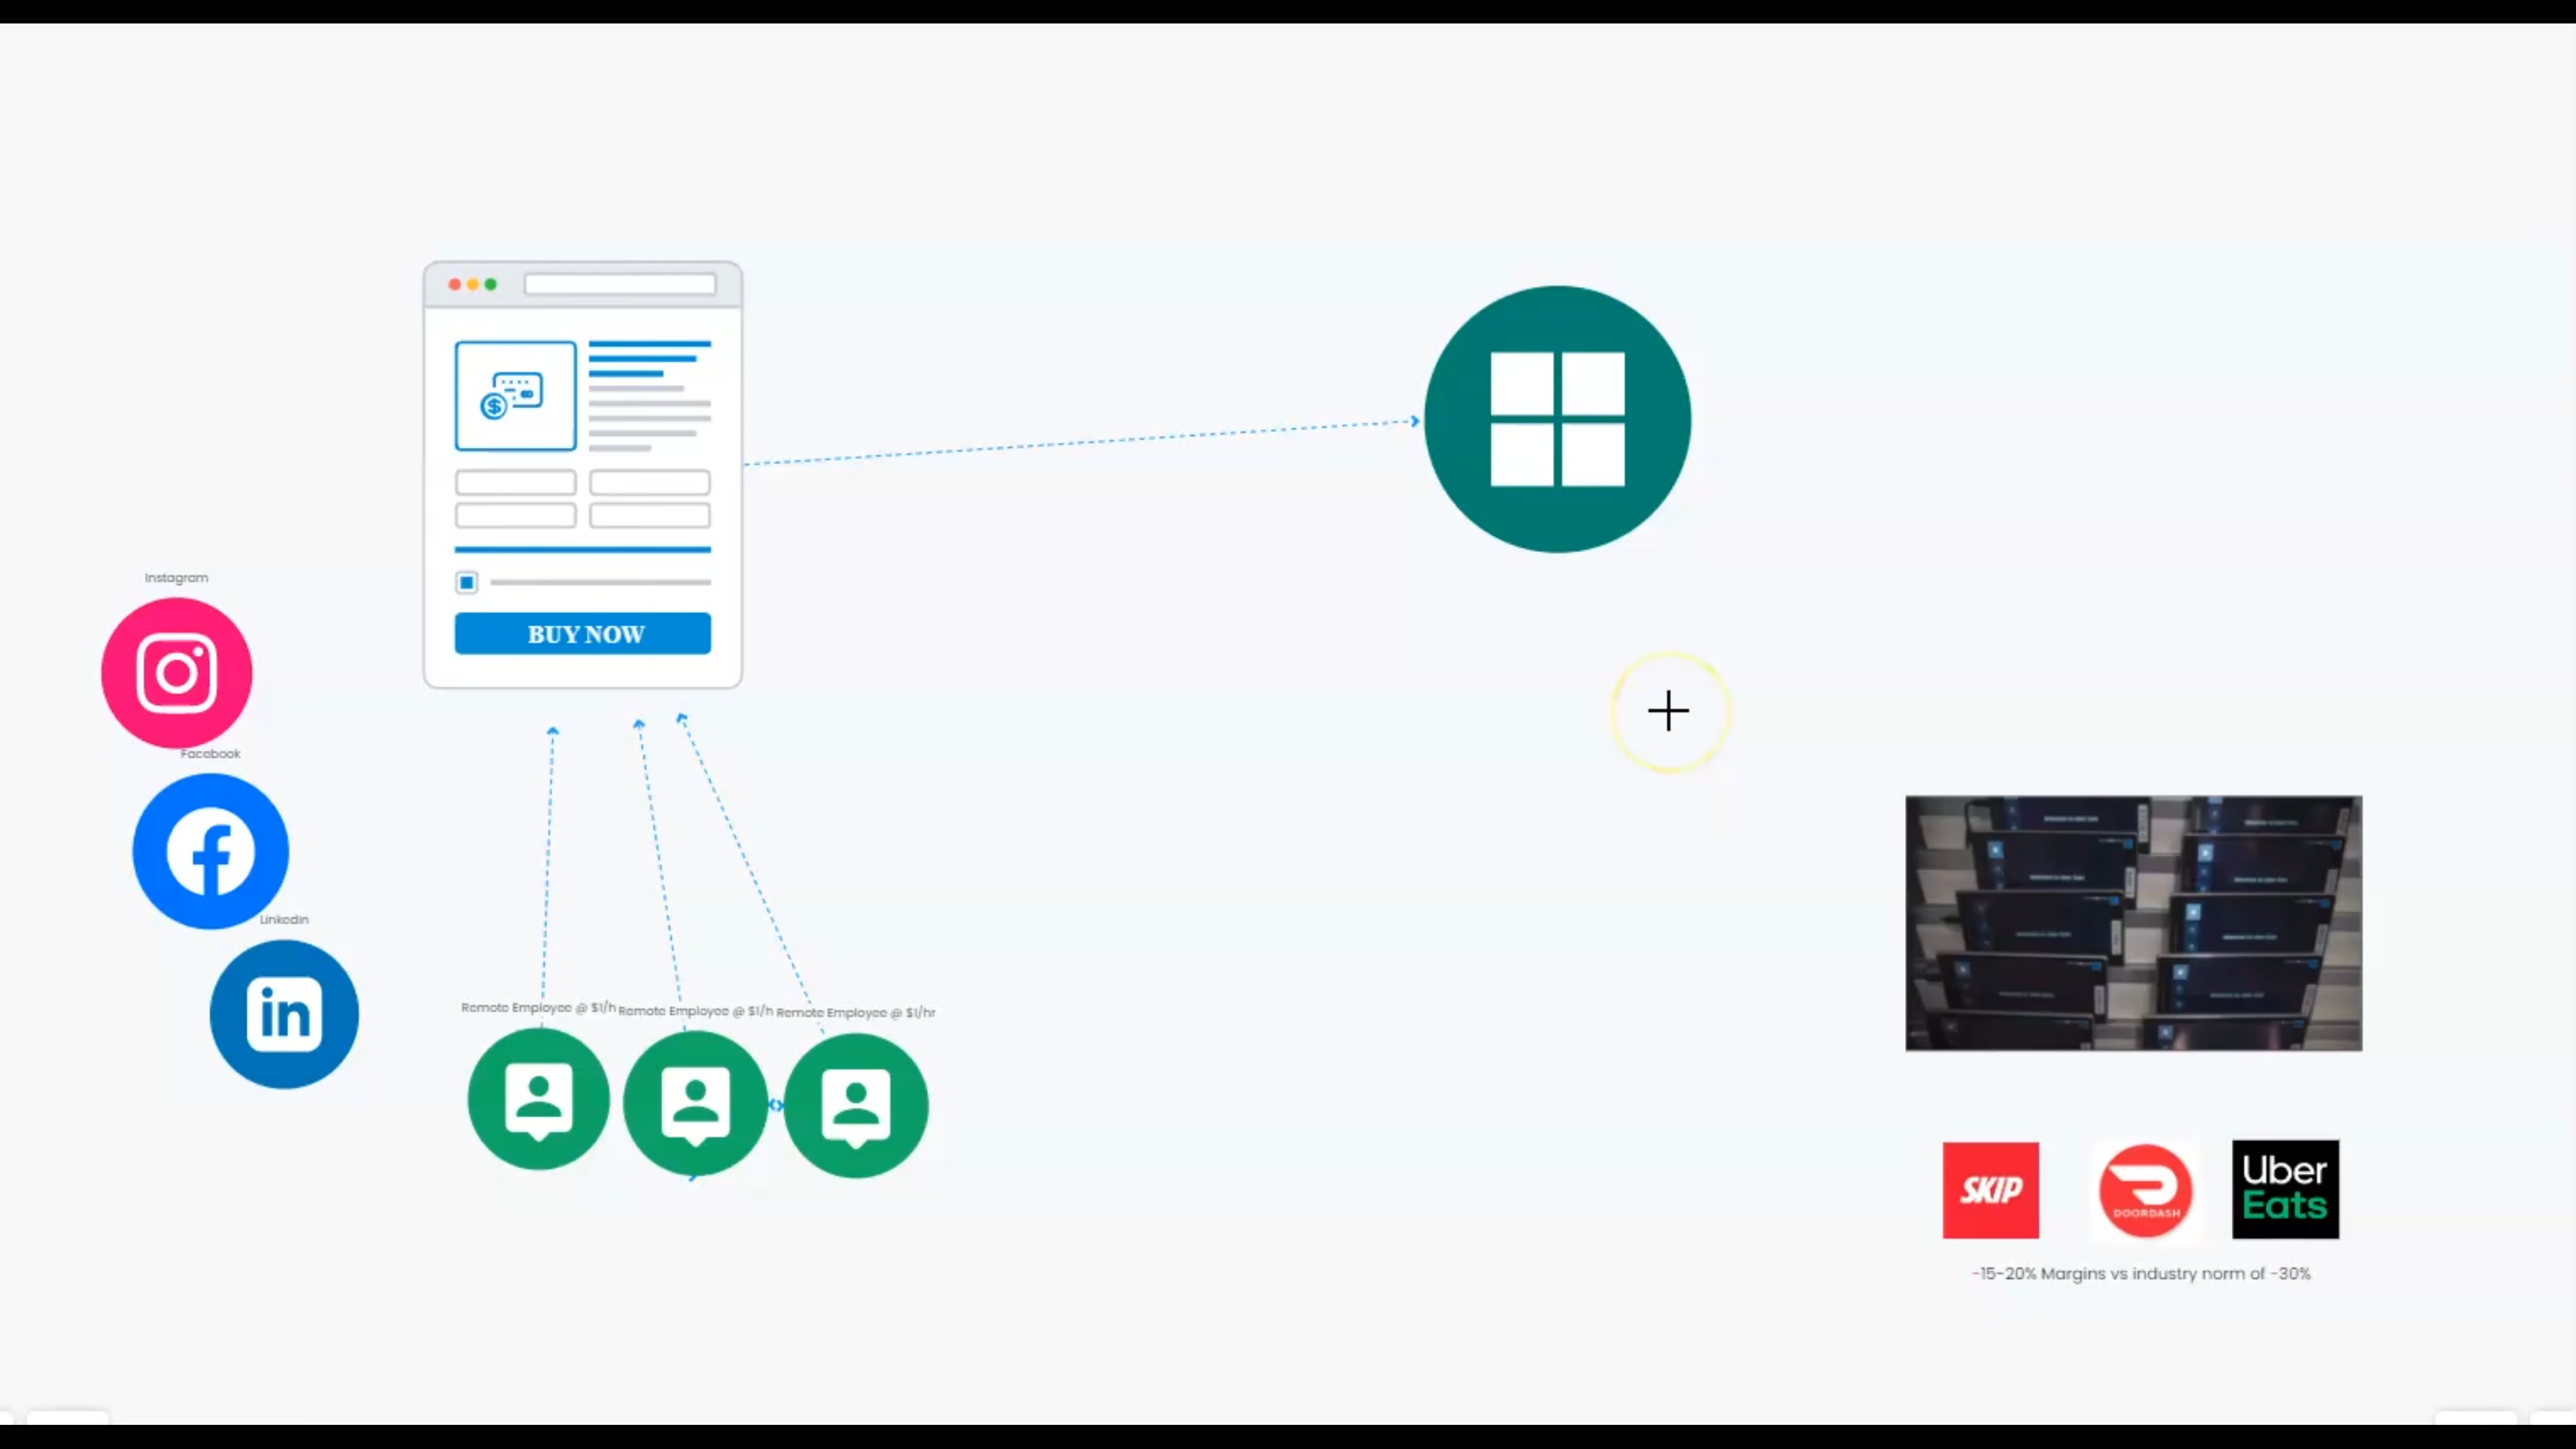 BUY NOW
Instagram
Facebook
Linkedin
in
Remote Employee @ $1/h
Remote Employee @ $1/h
Remote Employee @ $1/hr
SKIP
DOORDASH
Uber
Eats
-15-20% Margins vs industry norm of -30%